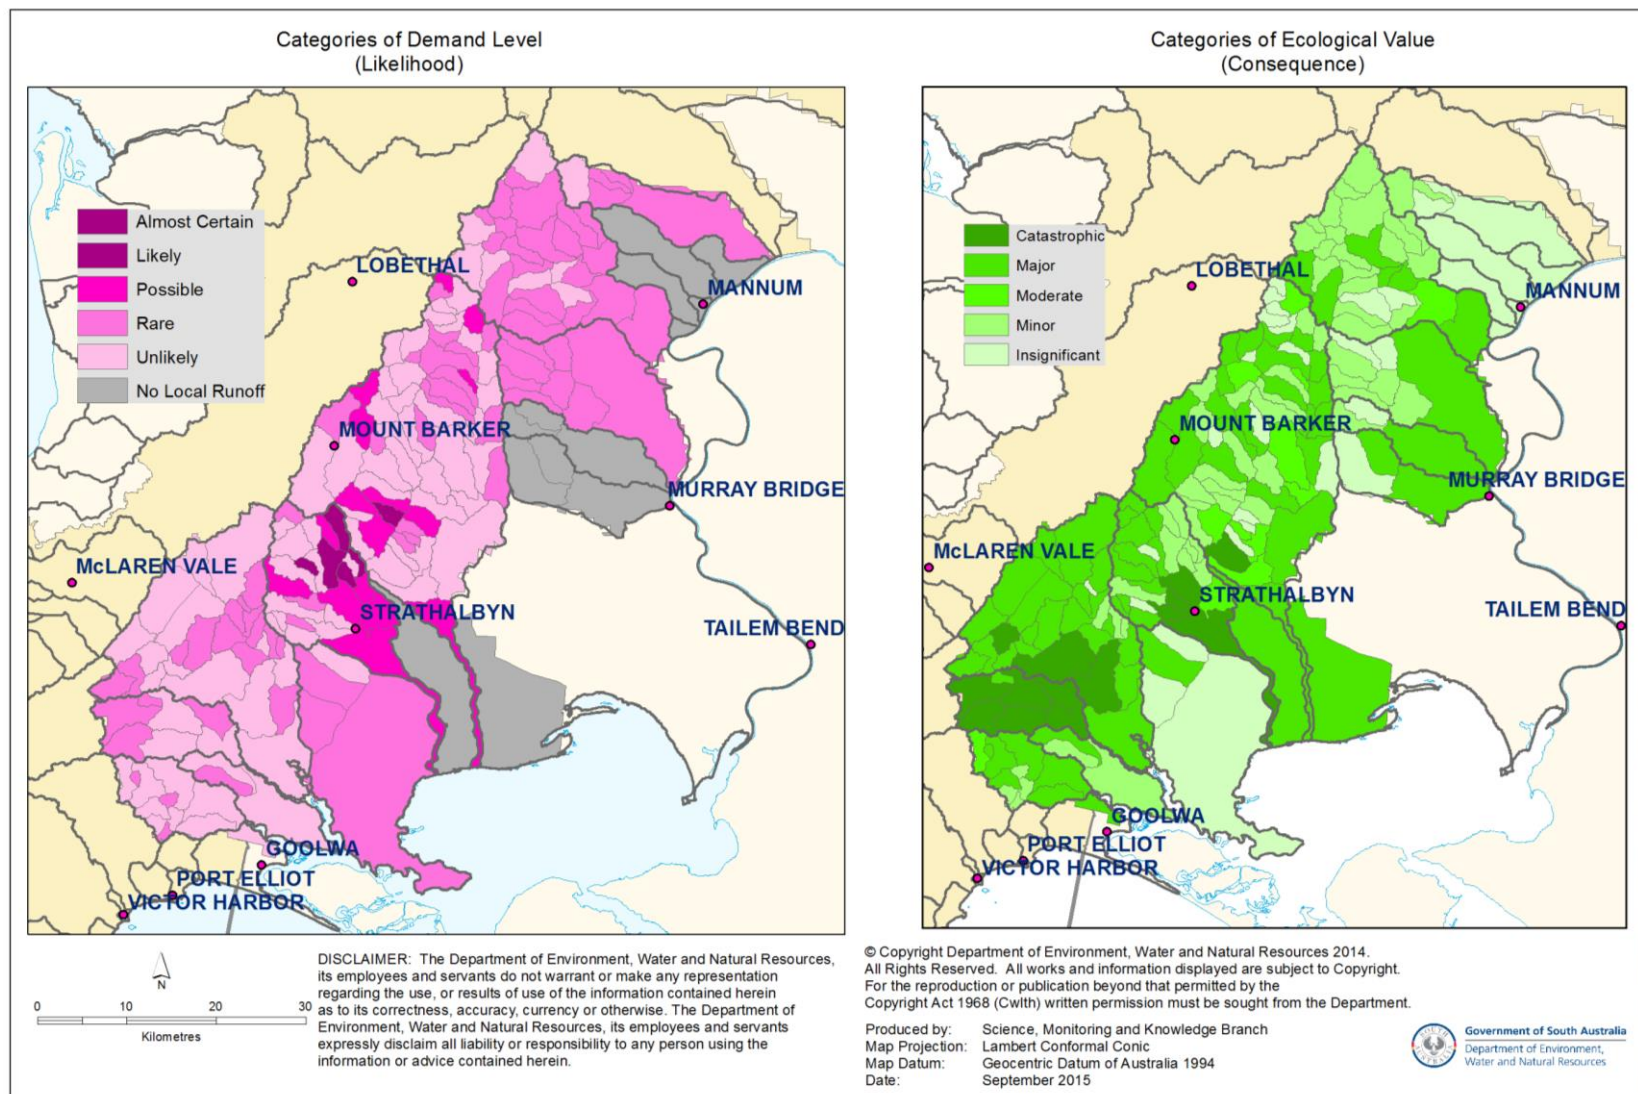 Categories of Demand Level
(Likelihood)
Almost Certain
Likely
Possible
Rare
Unlikely
No Local Runoff
LOBETHAL
MANNUM
MOUNT BARKER
MURRAY BRIDGE
McLAREN VALE
STRATHALBYN
TAILEM BEND
GOOLWA
PORT ELLIOT
VICTOR HARBOR
Categories of Ecological Value
(Consequence)
Catastrophic
Major
Moderate
Minor
Insignificant
LOBETHAL
MANNUM
MOUNT BARKER
MURRAY BRIDGE
McLAREN VALE
STRATHALBYN
TAILEM BEND
GOOLWA
PORT ELLIOT
VICTOR HARBOR
N
0 10 20 30
Kilometres
DISCLAIMER: The Department of Environment, Water and Natural Resources,
its employees and servants do not warrant or make any representation
regarding the use, or results of use of the information contained herein
as to its correctness, accuracy, currency or otherwise. The Department of
Environment, Water and Natural Resources, its employees and servants
expressly disclaim all liability or responsibility to any person using the
information or advice contained herein.
© Copyright Department of Environment, Water and Natural Resources 2014.
All Rights Reserved. All works and information displayed are subject to Copyright.
For the reproduction or publication beyond that permitted by the
Copyright Act 1968 (Cwlth) written permission must be sought from the Department.
Produced by: Science, Monitoring and Knowledge Branch
Map Projection: Lambert Conformal Conic
Map Datum: Geocentric Datum of Australia 1994
Date: September 2015
Government of South Australia
Department of Environment,
Water and Natural Resources